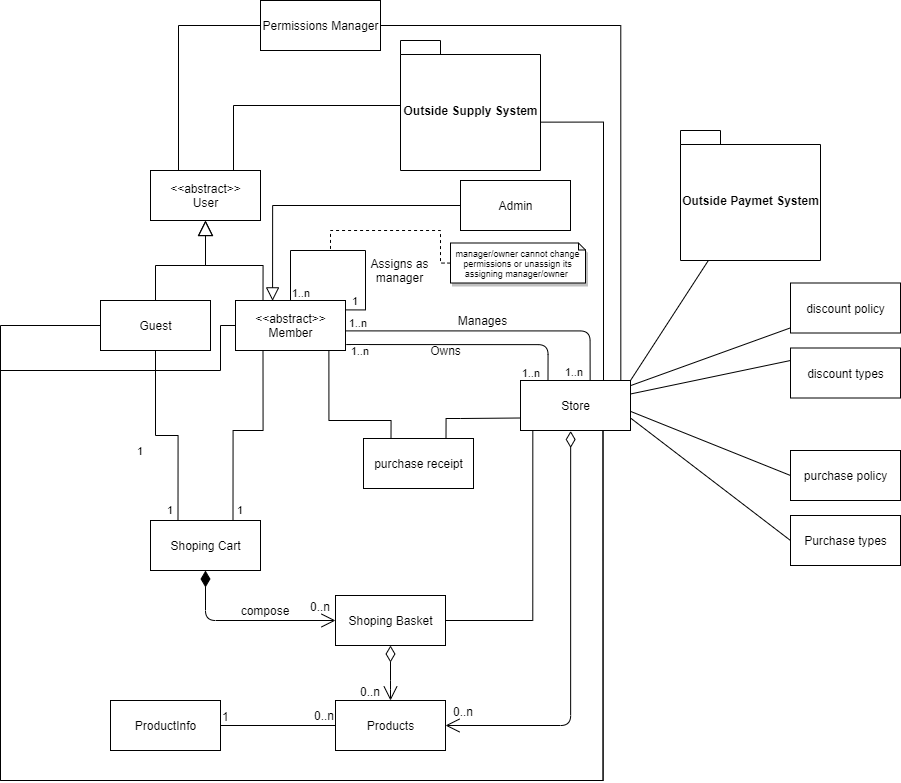 Permissions Manager
Outside Supply System
Outside Paymet System
<<abstract>>
User
Admin
manager/owner cannot change
permissions or unassign its
assigning manager/owner
Assigns as
manager
1..n
1
Guest
<<abstract>>
Member
1..n
Manages
1..n
Owns
1..n
1..n
discount policy
discount types
Store
purchase receipt
purchase policy
Purchase types
1
1
1
Shoping Cart
compose
0..n
Shoping Basket
0..n
0..n
ProductInfo
1
0..n
Products